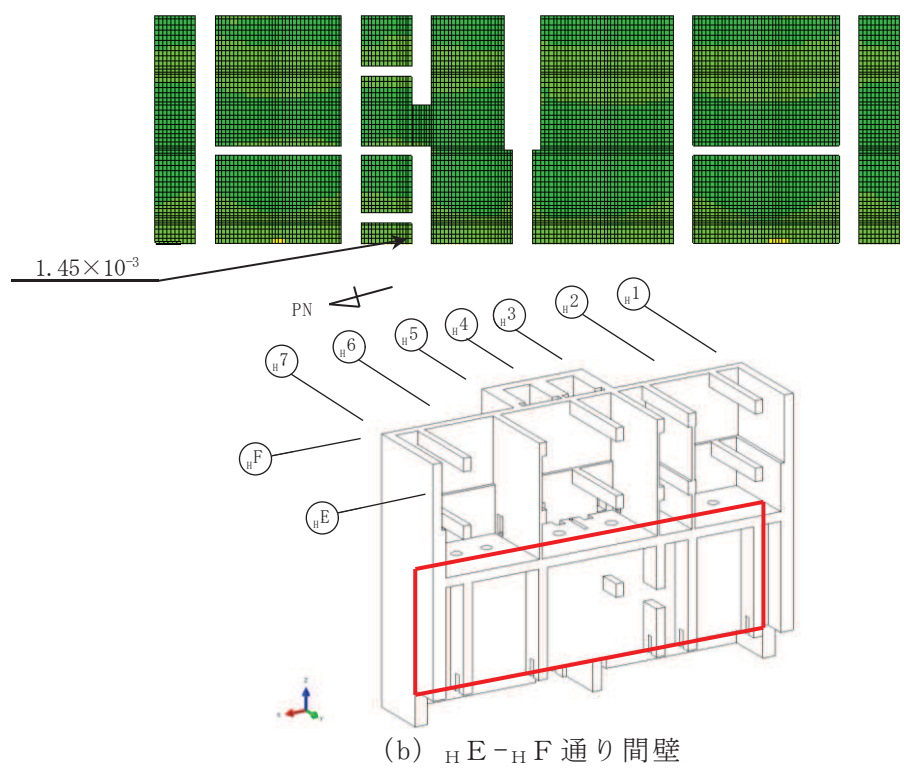 1.45×10⁻³
PN
H1
H2
H3
H4
H5
H6
H7
HF
HE
z
x
y
(b) HE-HF通り間壁